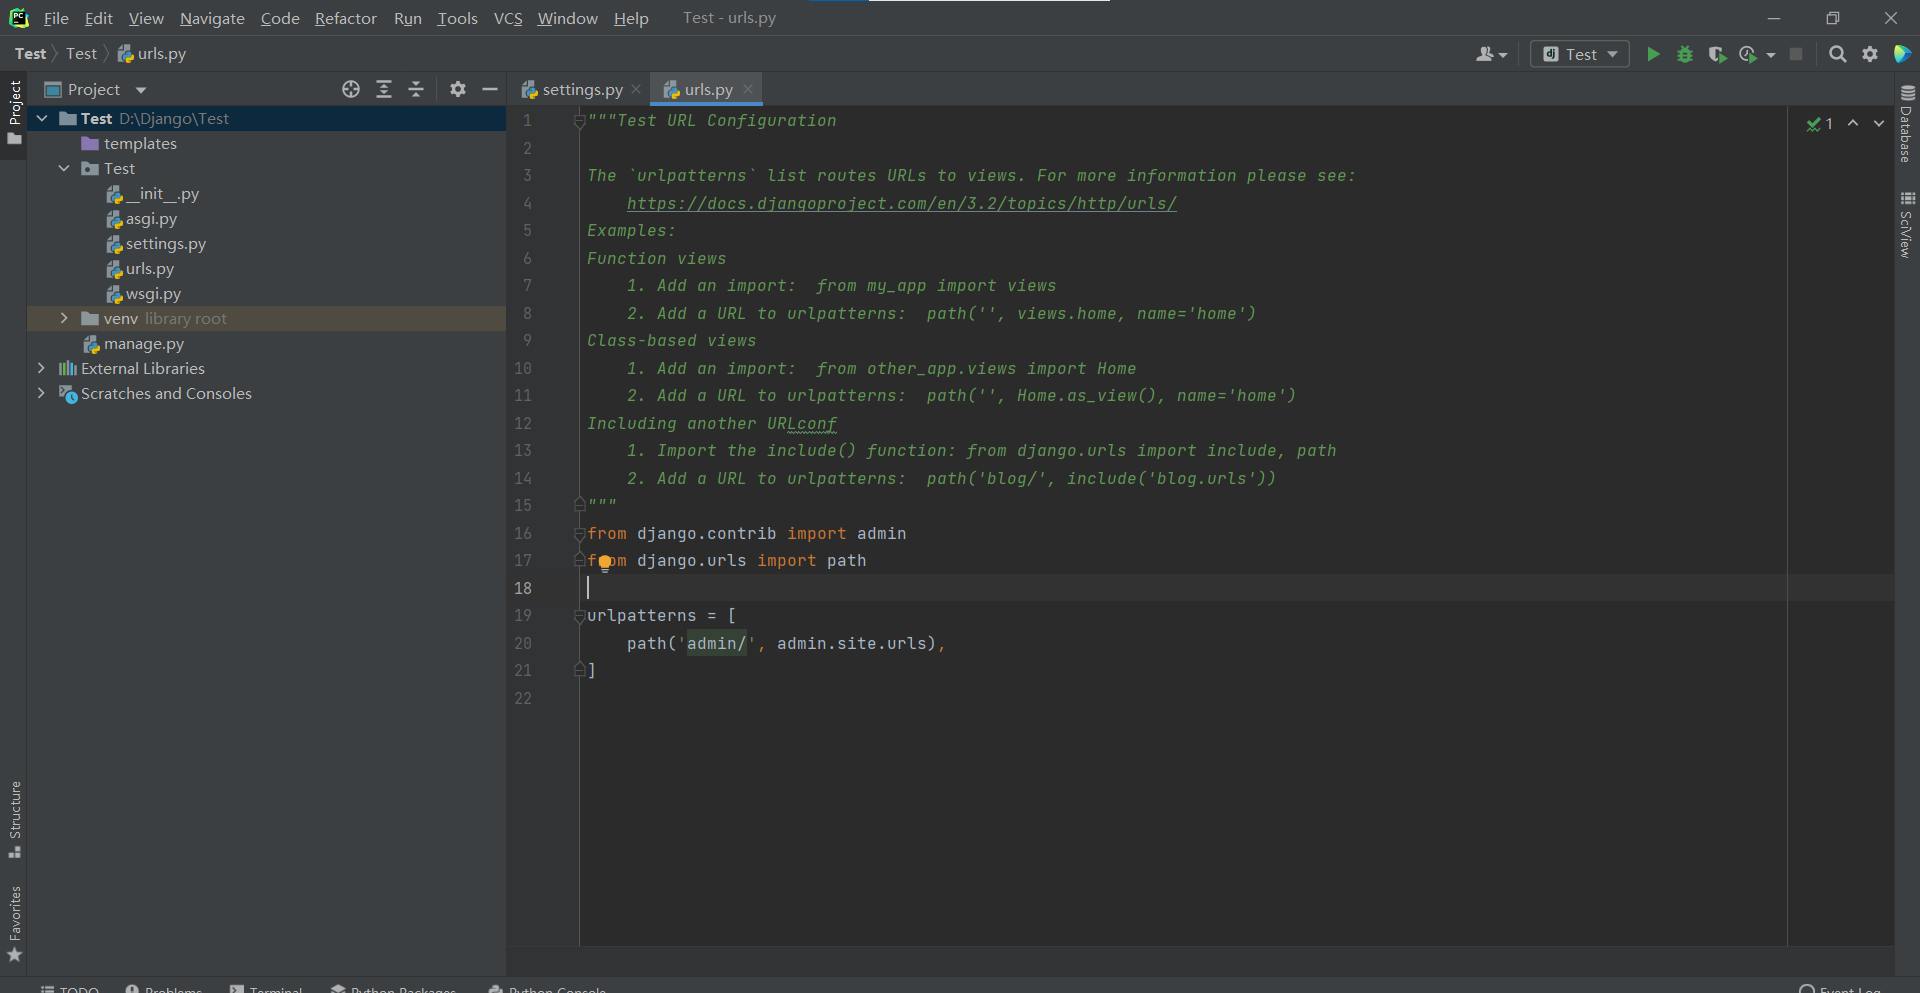 PC
File Edit View Navigate Code Refactor Run Tools VCS Window Help Test - urls.py
Test Test urls.py
dj Test
Project
Project
settings.py urls.py
Test D:\Django\Test
templates
Test
__init__.py
asgi.py
settings.py
urls.py
wsgi.py
venv library root
manage.py
External Libraries
Scratches and Consoles
1 """Test URL Configuration
2
3 The `urlpatterns` list routes URLs to views. For more information please see:
4 https://docs.djangoproject.com/en/3.2/topics/http/urls/
5 Examples:
6 Function views
7 1. Add an import:  from my_app import views
8 2. Add a URL to urlpatterns:  path('', views.home, name='home')
9 Class-based views
10 1. Add an import:  from other_app.views import Home
11 2. Add a URL to urlpatterns:  path('', Home.as_view(), name='home')
12 Including another URLconf
13 1. Import the include() function: from django.urls import include, path
14 2. Add a URL to urlpatterns:  path('blog/', include('blog.urls'))
15 """
16 from django.contrib import admin
17 from django.urls import path
18
19 urlpatterns = [
20 path('admin/', admin.site.urls),
21 ]
22
1
Database
SciView
Structure
Favorites
TODO Problems Terminal Python Packages Python Console Event Log